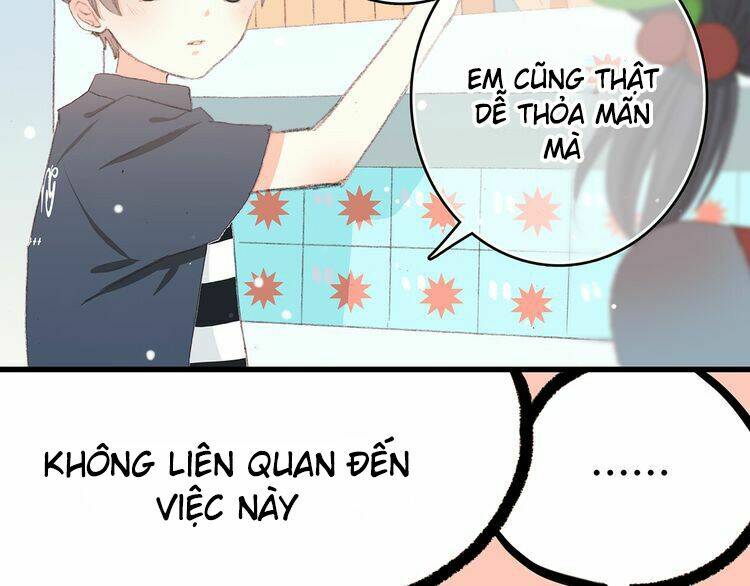 EM CŨNG THẬT
DỄ THỎA MÃN
MÀ
KHÔNG LIÊN QUAN ĐẾN
VIỆC NÀY
......